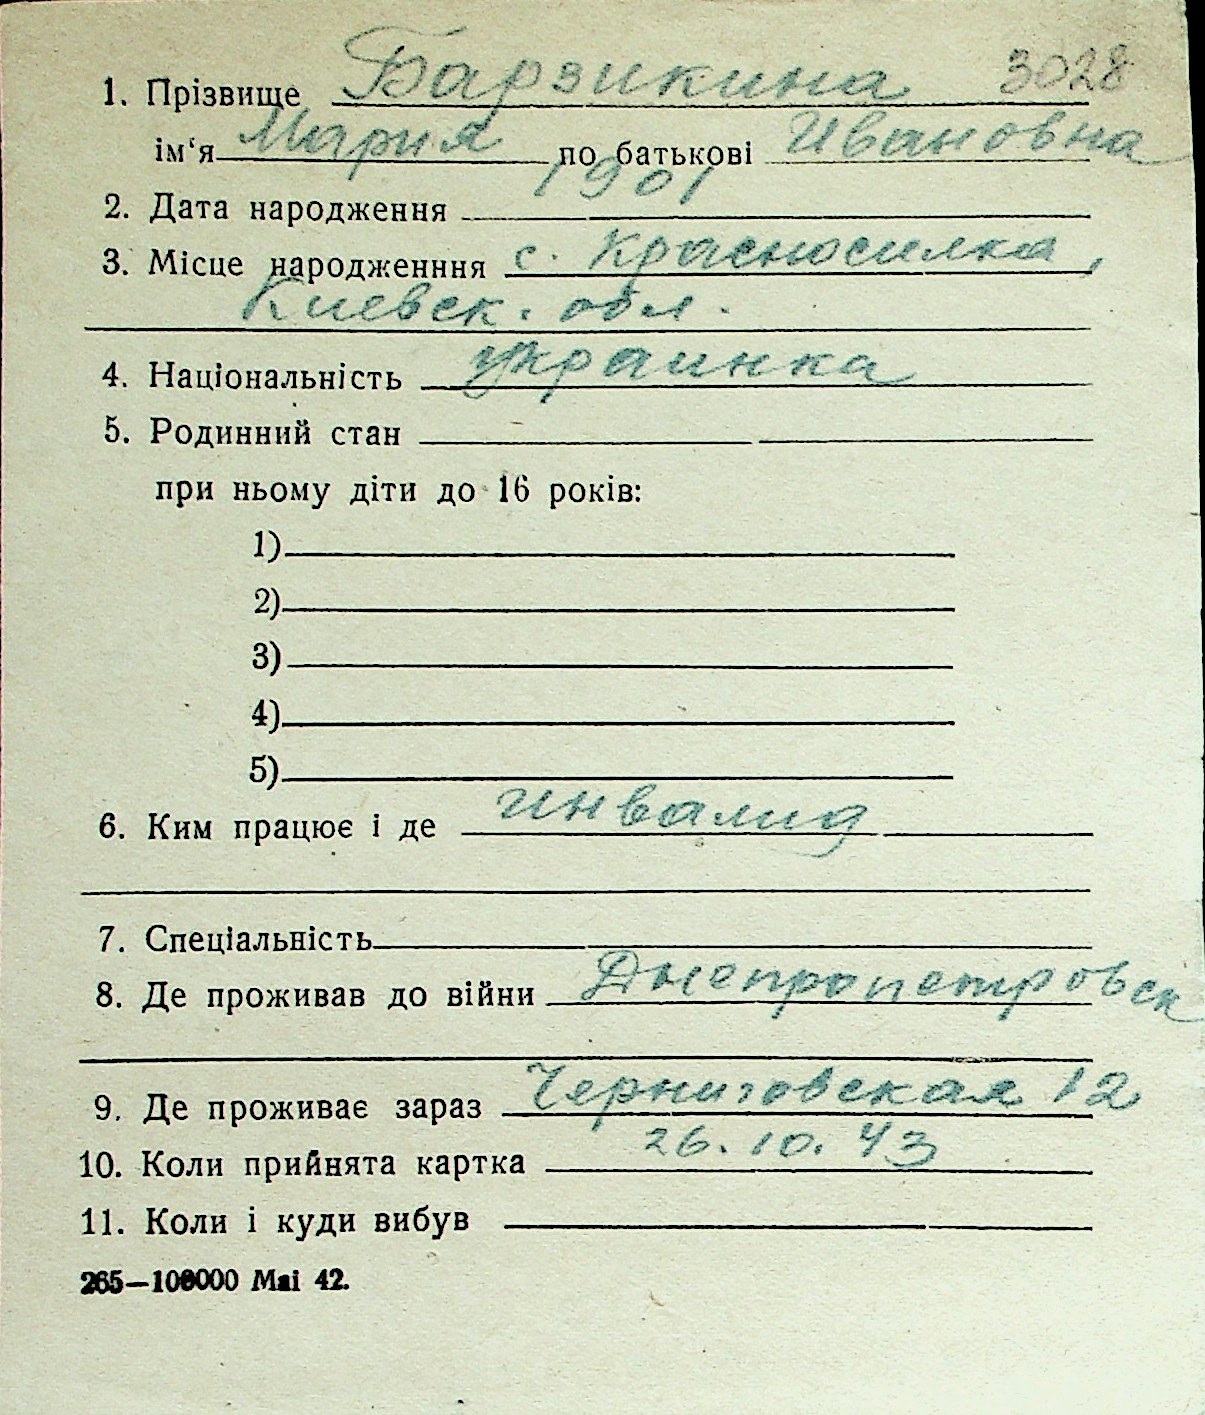 3028
1. Прізвище Барзикина
ім‘я Мария по батькові Ивановна
2. Дата народження 1901
3. Місце народженння с. Красносилка,
Киевск. обл.
4. Національність украинка
5. Родинний стан
при ньому діти до 16 років:
1)
2)
3)
4)
5)
6. Ким працює і де инвалид
7. Спеціальність
8. Де проживав до війни Днепропетровск
9. Де проживає зараз Черниговская 12
10. Коли прийнята картка 26.10.43
11. Коли і куди вибув
265—100000 Mai 42.